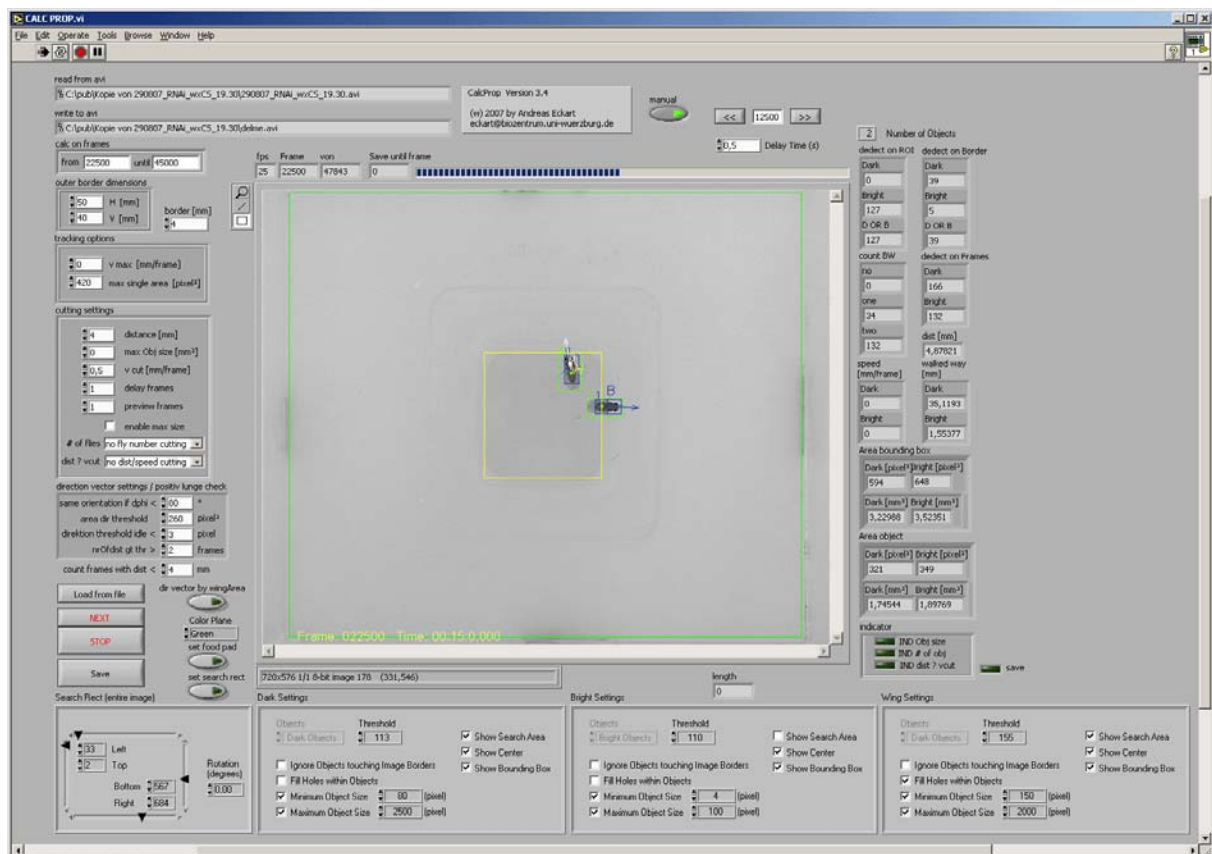 CALC PROP.vi
File Edit Operate Tools Browse Window Help
read from avi
C:\pub\Kopie von 290807_RNAi_wxCS_19.30\290807_RNAi_wxCS_19.30.avi
write to avi
C:\pub\Kopie von 290807_RNAi_wxCS_19.30\delme.avi
CalcProp Version 3.4
(w) 2007 by Andreas Eckart
eckart@biozentrum.uni-wuerzburg.de
manual
<< 12500 >>
0,5 Delay Time (s)
calc on frames
from 22500 until 45000
fps Frame von Save until frame
25 22500 47843 0
outer border dimensions
50 H [mm]
40 V [mm]
border [mm]
4
tracking options
0 v max [mm/frame]
420 max single area [pixel²]
cutting settings
4 distance [mm]
0 max Obj size [mm²]
0,5 v cut [mm/frame]
1 delay frames
1 preview frames
enable max size
# of flies no fly number cutting
dist ? vcut no dist/speed cutting
direction vector settings / positiv lunge check
same orientation if dphi < 80 °
area dir threshold 260 pixel²
direktion threshold idle < 3 pixel
nrOfdist gt thr > 2 frames
count frames with dist < 4 mm
Load from file
NEXT
STOP
Save
dir vector by wingArea
Color Plane
Green
set food pad
set search rect
B
Frame: 022500 Time: 00:15:0.000
720x576 1/1 8-bit image 178 (331,546)
length
0
2 Number of Objects
dedect on ROI dedect on Border
Dark Dark
0 39
Bright Bright
127 5
D OR B D OR B
127 39
count BW dedect on Frames
no Dark
0 166
one Bright
34 132
two dist [mm]
132 4,87821
speed [mm/frame] walked way [mm]
Dark Dark
0 35,1193
Bright Bright
0 1,55377
Area bounding box
Dark [pixel²] Bright [pixel²]
594 648
Dark [mm²] Bright [mm²]
3,22988 3,52351
Area object
Dark [pixel²] Bright [pixel²]
321 349
Dark [mm²] Bright [mm²]
1,74544 1,89769
indicator
IND Obj size
IND # of obj
IND dist ? vcut
save
Search Rect (entire image)
33 Left
2 Top
Bottom 567
Right 684
Rotation (degrees)
0.00
Dark Settings
Objects Threshold
Dark Objects 113
Ignore Objects touching Image Borders
Fill Holes within Objects
Minimum Object Size 80 (pixel)
Maximum Object Size 2500 (pixel)
Show Search Area
Show Center
Show Bounding Box
Bright Settings
Objects Threshold
Bright Objects 110
Ignore Objects touching Image Borders
Fill Holes within Objects
Minimum Object Size 4 (pixel)
Maximum Object Size 100 (pixel)
Show Search Area
Show Center
Show Bounding Box
Wing Settings
Objects Threshold
Dark Objects 155
Ignore Objects touching Image Borders
Fill Holes within Objects
Minimum Object Size 150 (pixel)
Maximum Object Size 2000 (pixel)
Show Search Area
Show Center
Show Bounding Box